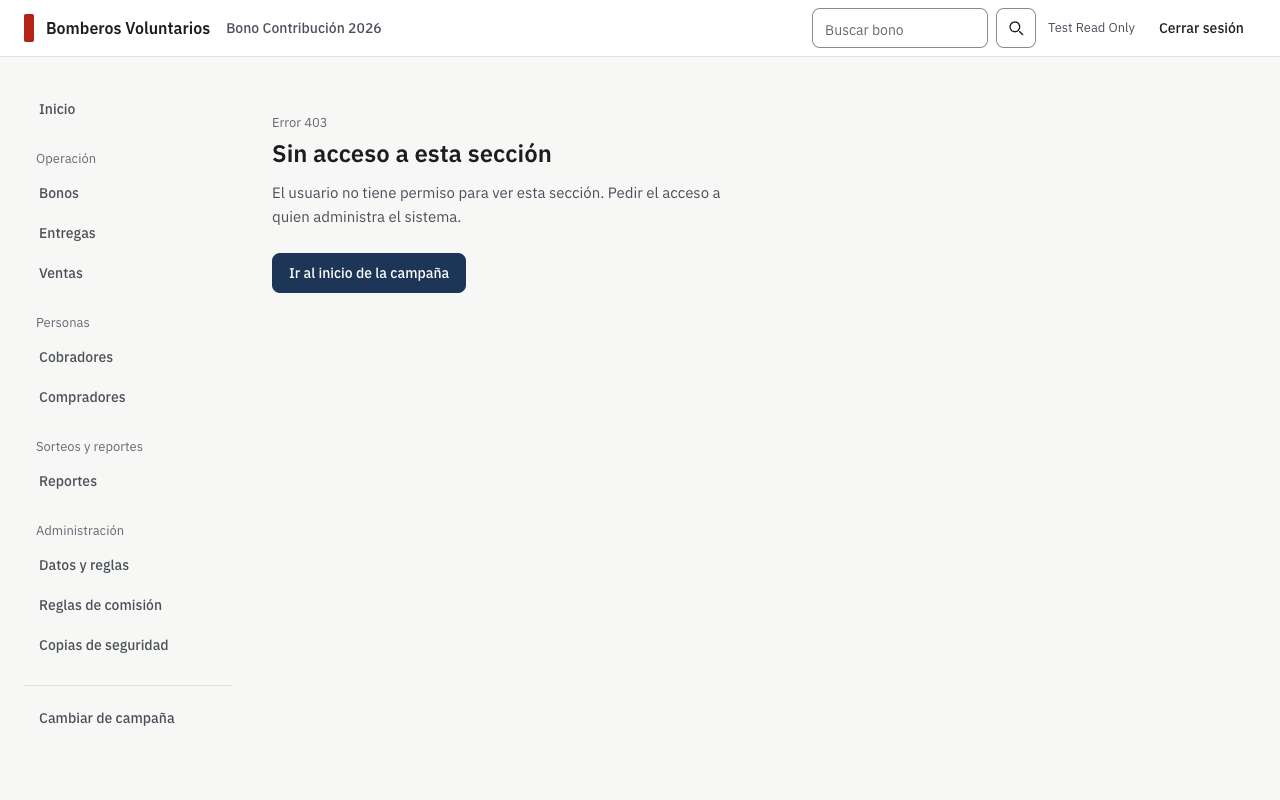 Bomberos Voluntarios
Bono Contribución 2026
Buscar bono
Test Read Only
Cerrar sesión
Inicio
Operación
Bonos
Entregas
Ventas
Personas
Cobradores
Compradores
Sorteos y reportes
Reportes
Administración
Datos y reglas
Reglas de comisión
Copias de seguridad
Cambiar de campaña
Error 403
Sin acceso a esta sección
El usuario no tiene permiso para ver esta sección. Pedir el acceso a
quien administra el sistema.
Ir al inicio de la campaña